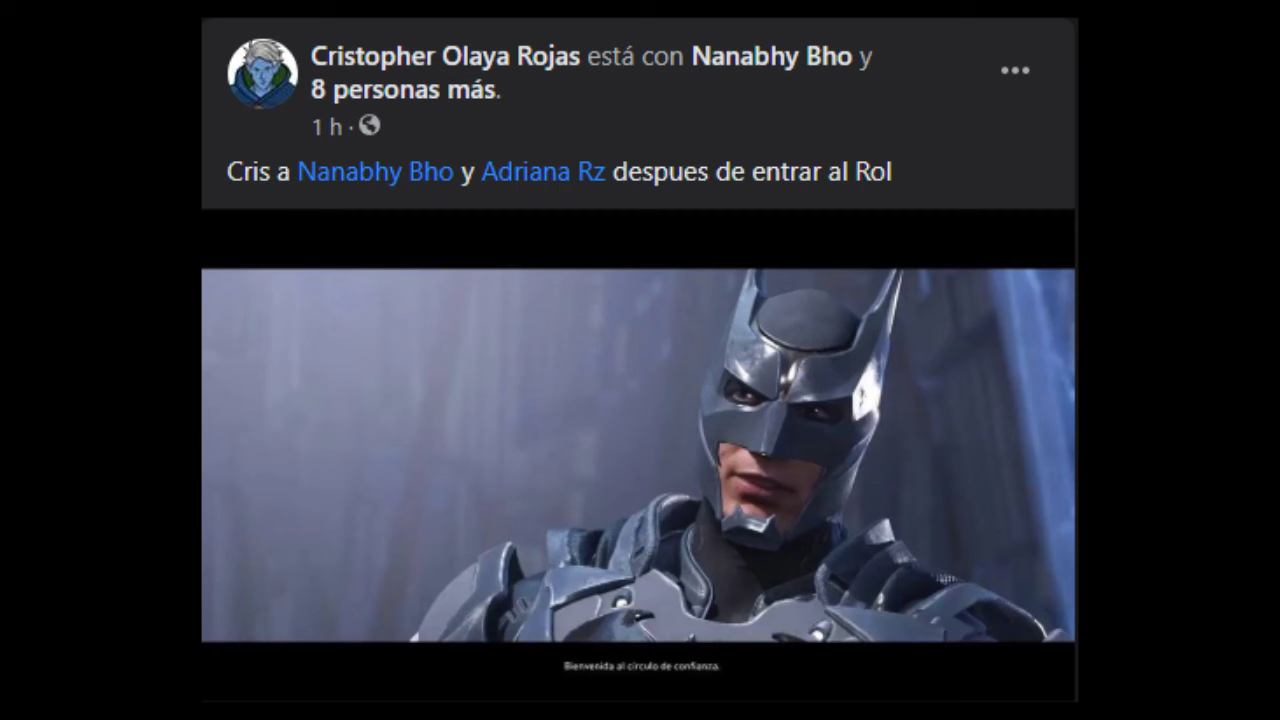 Cristopher Olaya Rojas está con Nanabhy Bho y
8 personas más.
1 h ·
Cris a Nanabhy Bho y Adriana Rz despues de entrar al Rol
Bienvenida al círculo de confianza.